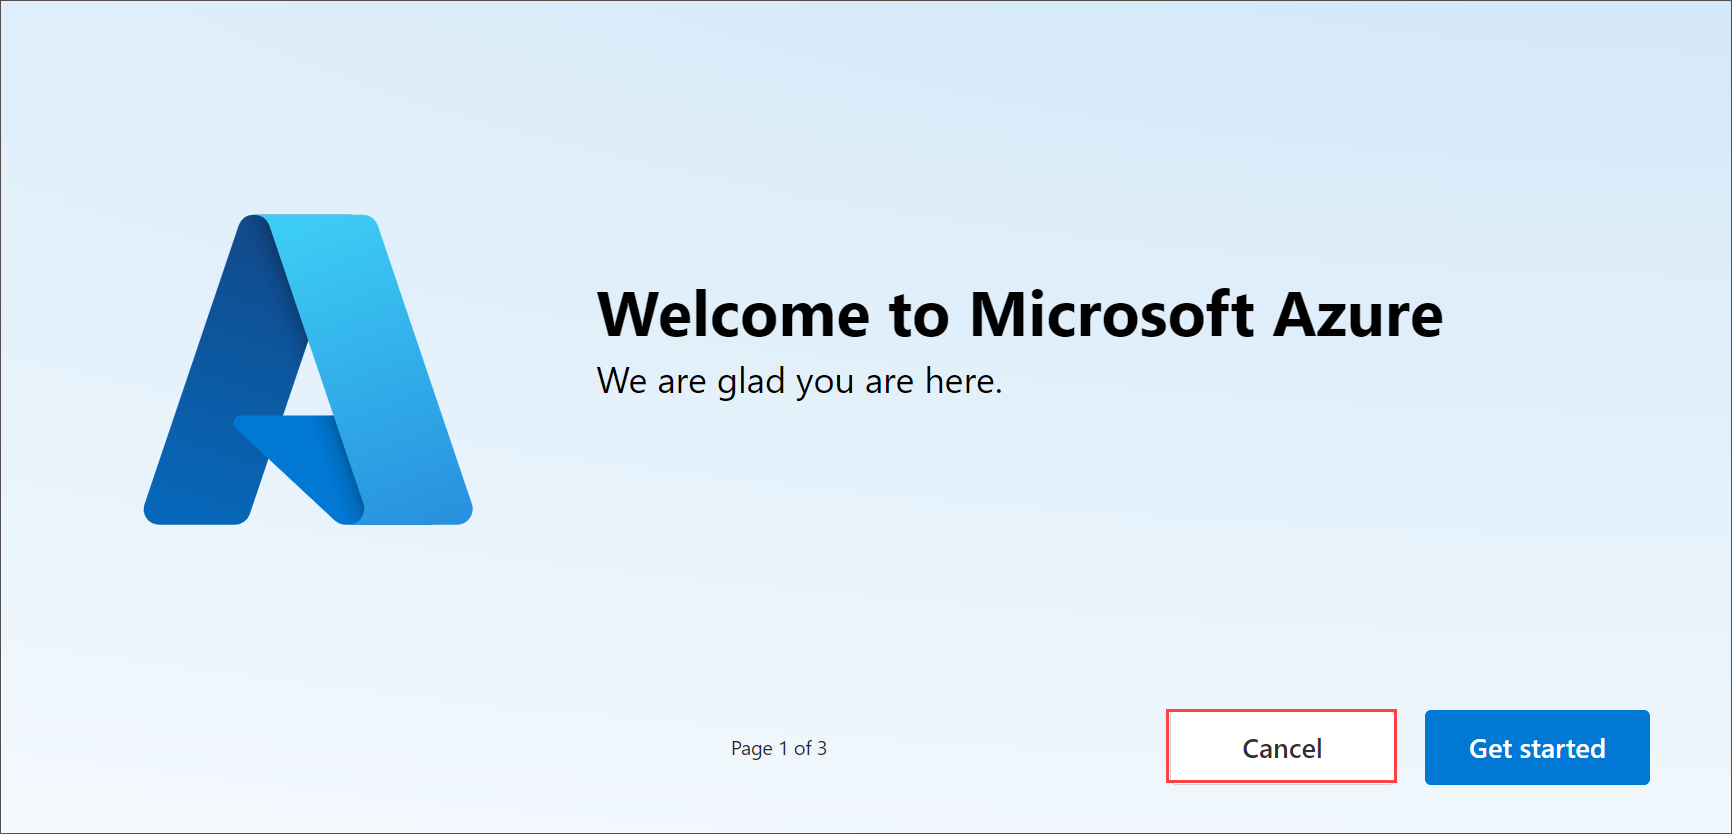 Welcome to Microsoft Azure
We are glad you are here.
Page 1 of 3
Cancel
Get started